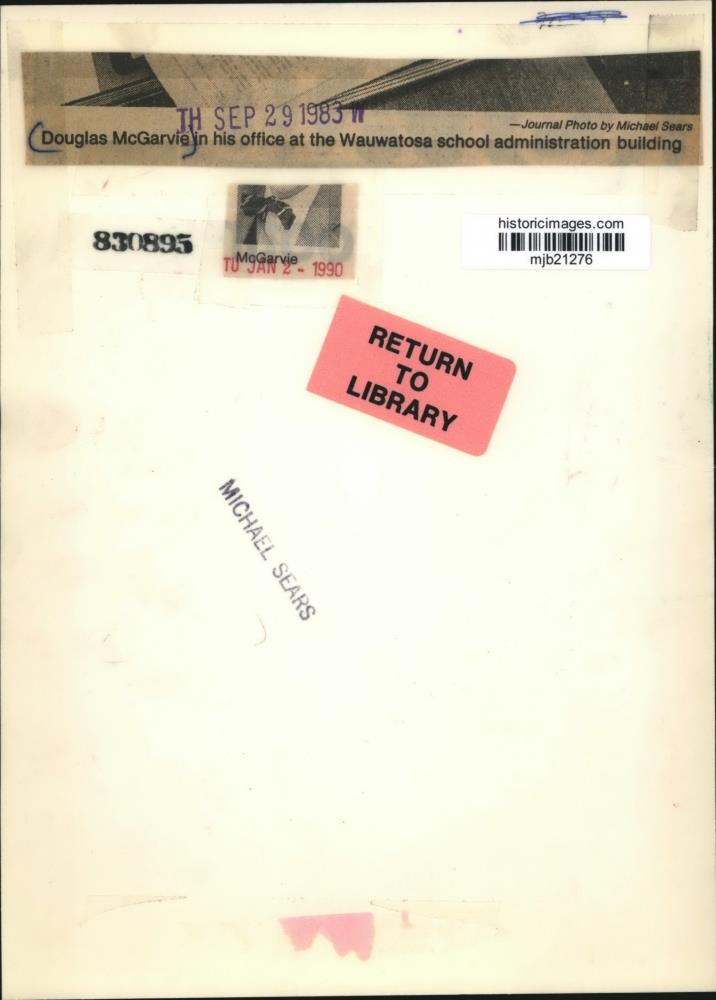 TH SEP 29 1983 W
—Journal Photo by Michael Sears
(Douglas McGarvie) in his office at the Wauwatosa school administration building
830895
McGarvie
TU JAN 2 - 1990
historicimages.com
mjb21276
RETURN
TO
LIBRARY
MICHAEL SEARS